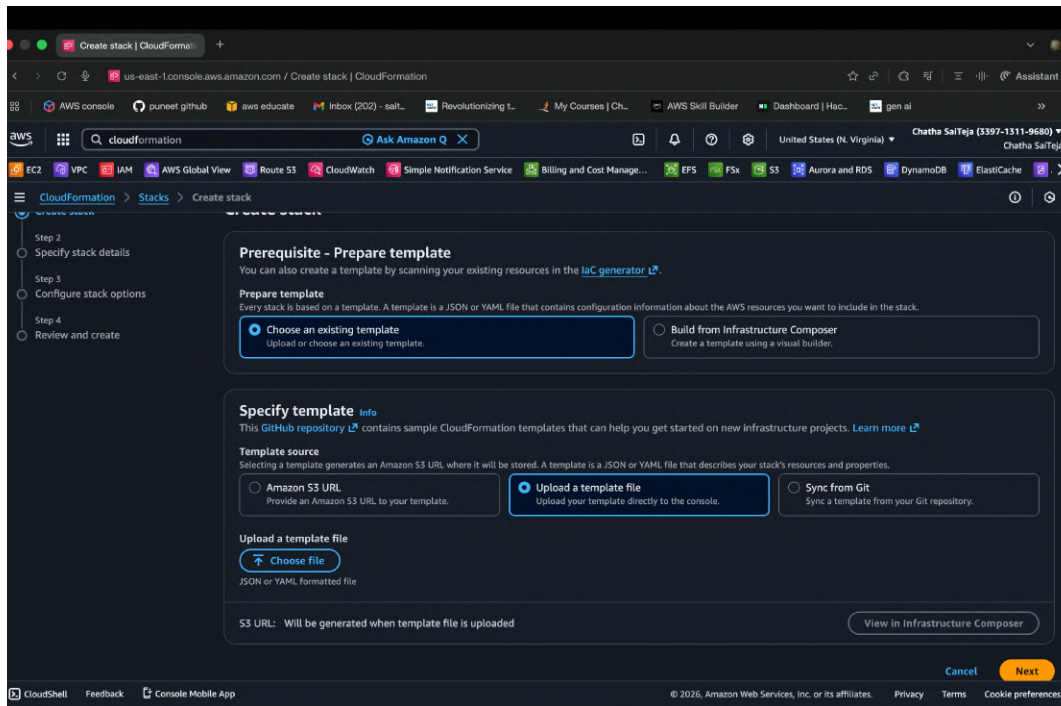 Create stack | CloudFormati
us-east-1.console.aws.amazon.com / Create stack | CloudFormation
Assistant
AWS console
puneet github
aws educate
Inbox (202) - sait...
Revolutionizing t...
My Courses | Ch...
AWS Skill Builder
Dashboard | Hac...
gen ai
»
aws
cloudformation
Ask Amazon Q
United States (N. Virginia)
Chatha SaiTeja (3397-1311-9680)
Chatha SaiTeja
EC2
VPC
IAM
AWS Global View
Route 53
CloudWatch
Simple Notification Service
Billing and Cost Manage...
EFS
FSx
S3
Aurora and RDS
DynamoDB
ElastiCache
CloudFormation > Stacks > Create stack
Create stack
Create stack
Step 2
Specify stack details
Step 3
Configure stack options
Step 4
Review and create
Prerequisite - Prepare template
You can also create a template by scanning your existing resources in the IaC generator.
Prepare template
Every stack is based on a template. A template is a JSON or YAML file that contains configuration information about the AWS resources you want to include in the stack.
Choose an existing template
Upload or choose an existing template.
Build from Infrastructure Composer
Create a template using a visual builder.
Specify template Info
This GitHub repository contains sample CloudFormation templates that can help you get started on new infrastructure projects. Learn more
Template source
Selecting a template generates an Amazon S3 URL where it will be stored. A template is a JSON or YAML file that describes your stack's resources and properties.
Amazon S3 URL
Provide an Amazon S3 URL to your template.
Upload a template file
Upload your template directly to the console.
Sync from Git
Sync a template from your Git repository.
Upload a template file
Choose file
JSON or YAML formatted file
S3 URL: Will be generated when template file is uploaded
View in Infrastructure Composer
Cancel
Next
CloudShell
Feedback
Console Mobile App
© 2026, Amazon Web Services, Inc. or its affiliates.
Privacy
Terms
Cookie preferences